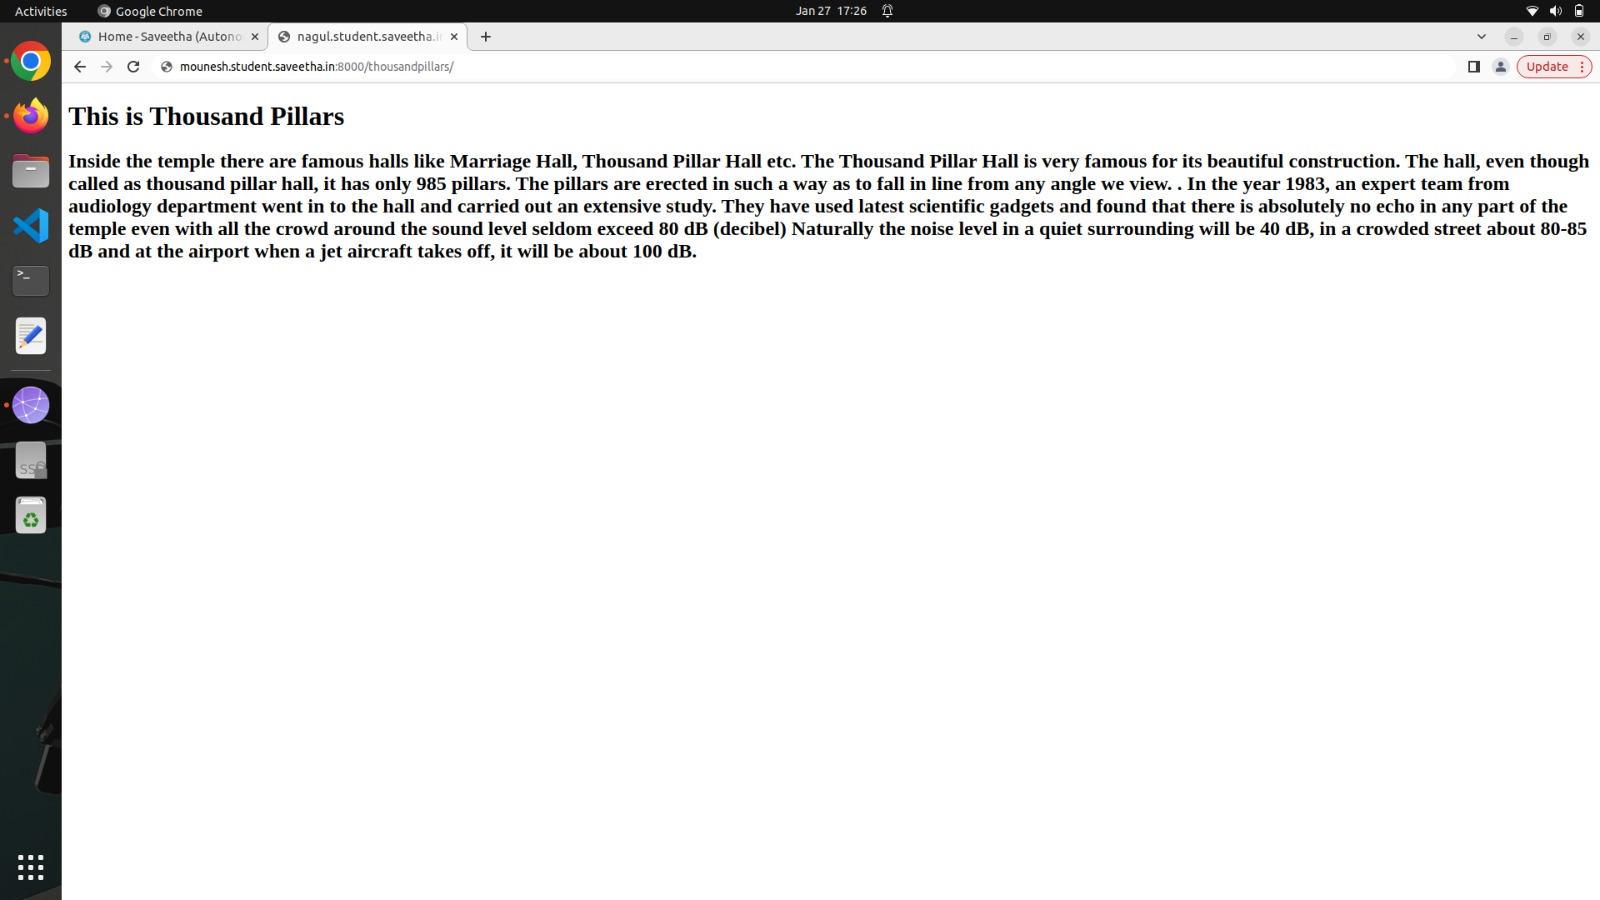 Activities Google Chrome Jan 27 17:26
Home - Saveetha (Autono nagul.student.saveetha.in
mounesh.student.saveetha.in:8000/thousandpillars/ Update
This is Thousand Pillars
Inside the temple there are famous halls like Marriage Hall, Thousand Pillar Hall etc. The Thousand Pillar Hall is very famous for its beautiful construction. The hall, even though
called as thousand pillar hall, it has only 985 pillars. The pillars are erected in such a way as to fall in line from any angle we view. . In the year 1983, an expert team from
audiology department went in to the hall and carried out an extensive study. They have used latest scientific gadgets and found that there is absolutely no echo in any part of the
temple even with all the crowd around the sound level seldom exceed 80 dB (decibel) Naturally the noise level in a quiet surrounding will be 40 dB, in a crowded street about 80-85
dB and at the airport when a jet aircraft takes off, it will be about 100 dB.